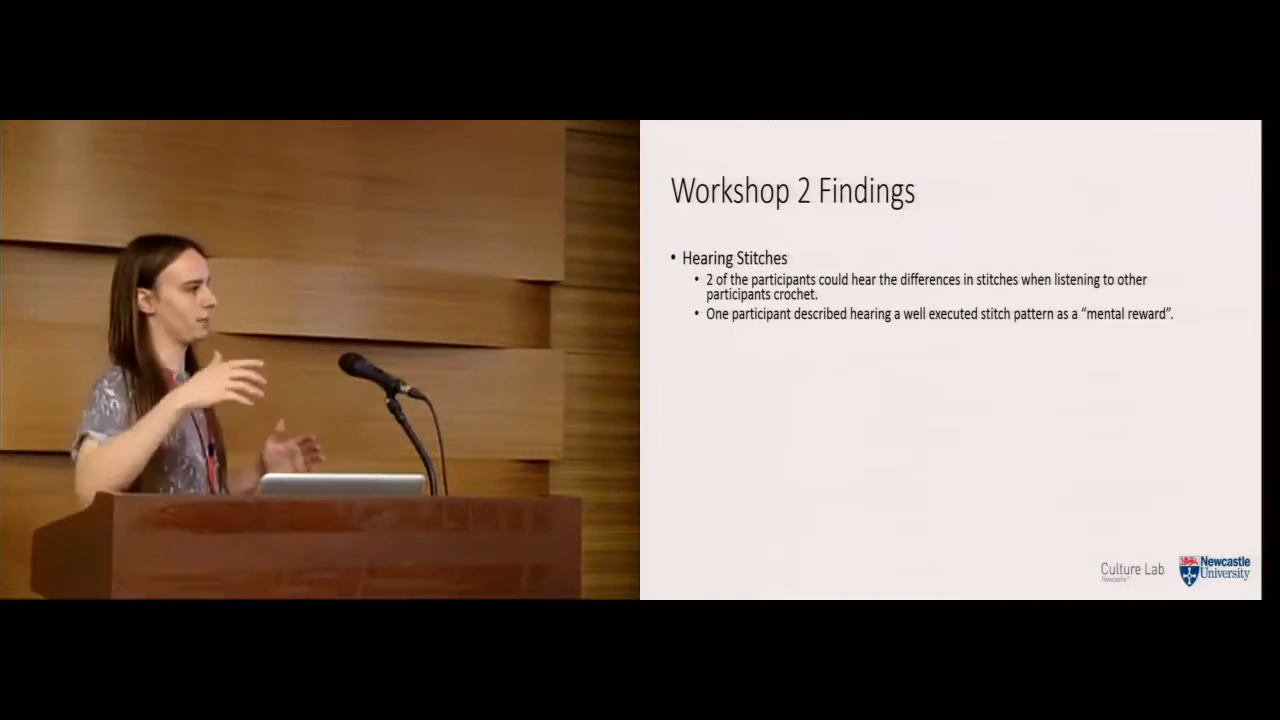 Workshop 2 Findings
• Hearing Stitches
• 2 of the participants could hear the differences in stitches when listening to other
participants crochet.
• One participant described hearing a well executed stitch pattern as a “mental reward”.
Culture Lab
Newcastle
Newcastle
University